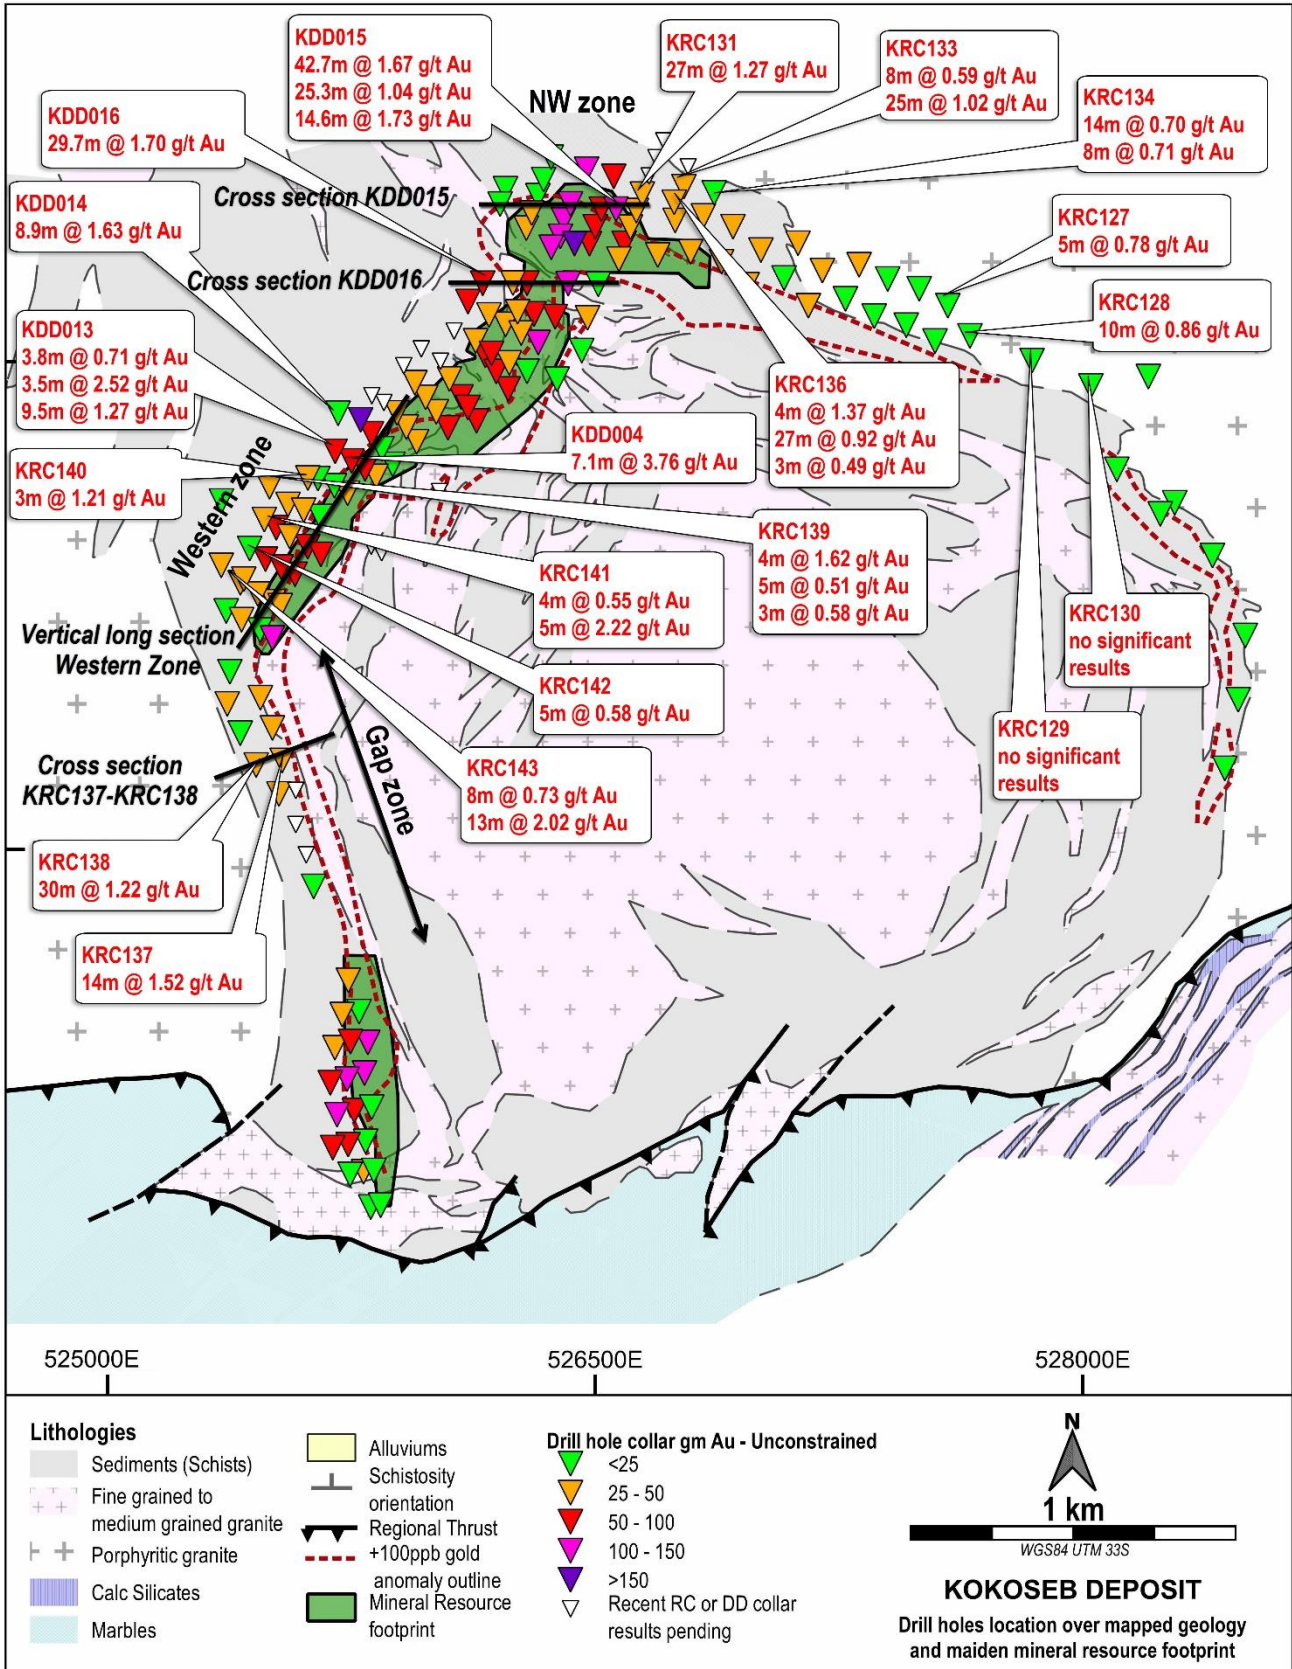 KDD015
42.7m @ 1.67 g/t Au
25.3m @ 1.04 g/t Au
14.6m @ 1.73 g/t Au
KRC131
27m @ 1.27 g/t Au
KRC133
8m @ 0.59 g/t Au
25m @ 1.02 g/t Au
KRC134
14m @ 0.70 g/t Au
8m @ 0.71 g/t Au
NW zone
KDD016
29.7m @ 1.70 g/t Au
Cross section KDD015
KDD014
8.9m @ 1.63 g/t Au
KRC127
5m @ 0.78 g/t Au
Cross section KDD016
KRC128
10m @ 0.86 g/t Au
KDD013
3.8m @ 0.71 g/t Au
3.5m @ 2.52 g/t Au
9.5m @ 1.27 g/t Au
KRC136
4m @ 1.37 g/t Au
27m @ 0.92 g/t Au
3m @ 0.49 g/t Au
KDD004
7.1m @ 3.76 g/t Au
KRC140
3m @ 1.21 g/t Au
Western zone
KRC139
4m @ 1.62 g/t Au
5m @ 0.51 g/t Au
3m @ 0.58 g/t Au
KRC141
4m @ 0.55 g/t Au
5m @ 2.22 g/t Au
KRC130
no significant
results
Vertical long section
Western Zone
KRC142
5m @ 0.58 g/t Au
KRC129
no significant
results
Gap zone
Cross section
KRC137-KRC138
KRC143
8m @ 0.73 g/t Au
13m @ 2.02 g/t Au
KRC138
30m @ 1.22 g/t Au
KRC137
14m @ 1.52 g/t Au
525000E
526500E
528000E
Lithologies
Sediments (Schists)
Fine grained to
medium grained granite
Porphyritic granite
Calc Silicates
Marbles
Alluviums
Schistosity
orientation
Regional Thrust
+100ppb gold
anomaly outline
Mineral Resource
footprint
Drill hole collar gm Au - Unconstrained
<25
25 - 50
50 - 100
100 - 150
>150
Recent RC or DD collar
results pending
N
1 km
WGS84 UTM 33S
KOKOSEB DEPOSIT
Drill holes location over mapped geology
and maiden mineral resource footprint